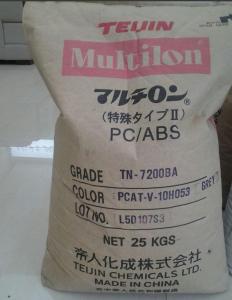 TEIJIN
Multilon
マルチロン®
(特殊タイプⅡ)
PC/ABS
GRADE TN-7200BA
COLOR PCAT-V-10H053
LOT NO. L5D107S3
NET 25 KGS
帝人化成株式会社
TEIJIN CHEMICALS LTD.
MADE IN CHINA